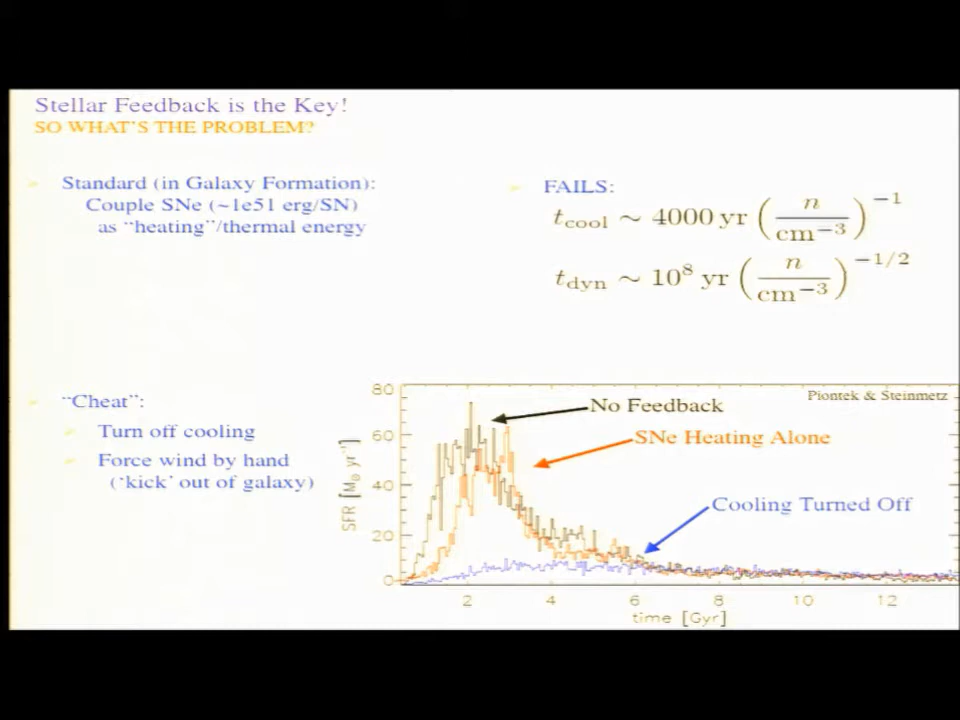 Stellar Feedback is the Key!
SO WHAT'S THE PROBLEM?
Standard (in Galaxy Formation):
Couple SNe (~1e51 erg/SN)
as "heating"/thermal energy
FAILS:
t_cool ~ 4000 yr (n / cm^-3)^-1
t_dyn ~ 10^8 yr (n / cm^-3)^-1/2
"Cheat":
Turn off cooling
Force wind by hand
('kick' out of galaxy)
Piontek & Steinmetz
No Feedback
SNe Heating Alone
Cooling Turned Off
SFR [M⊙ yr^-1]
80
60
40
20
0
2 4 6 8 10 12
time [Gyr]